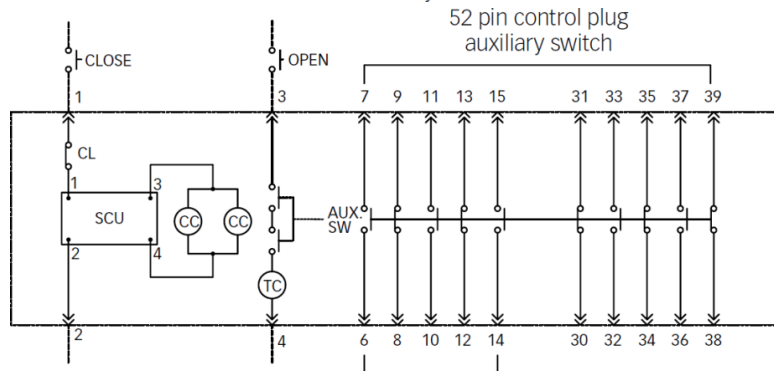 52 pin control plug
auxiliary switch
CLOSE
OPEN
1 3 7 9 11 13 15 31 33 35 37 39
CL
1 3
SCU CC CC
AUX.
SW
2 4
TC
2 4 6 8 10 12 14 30 32 34 36 38